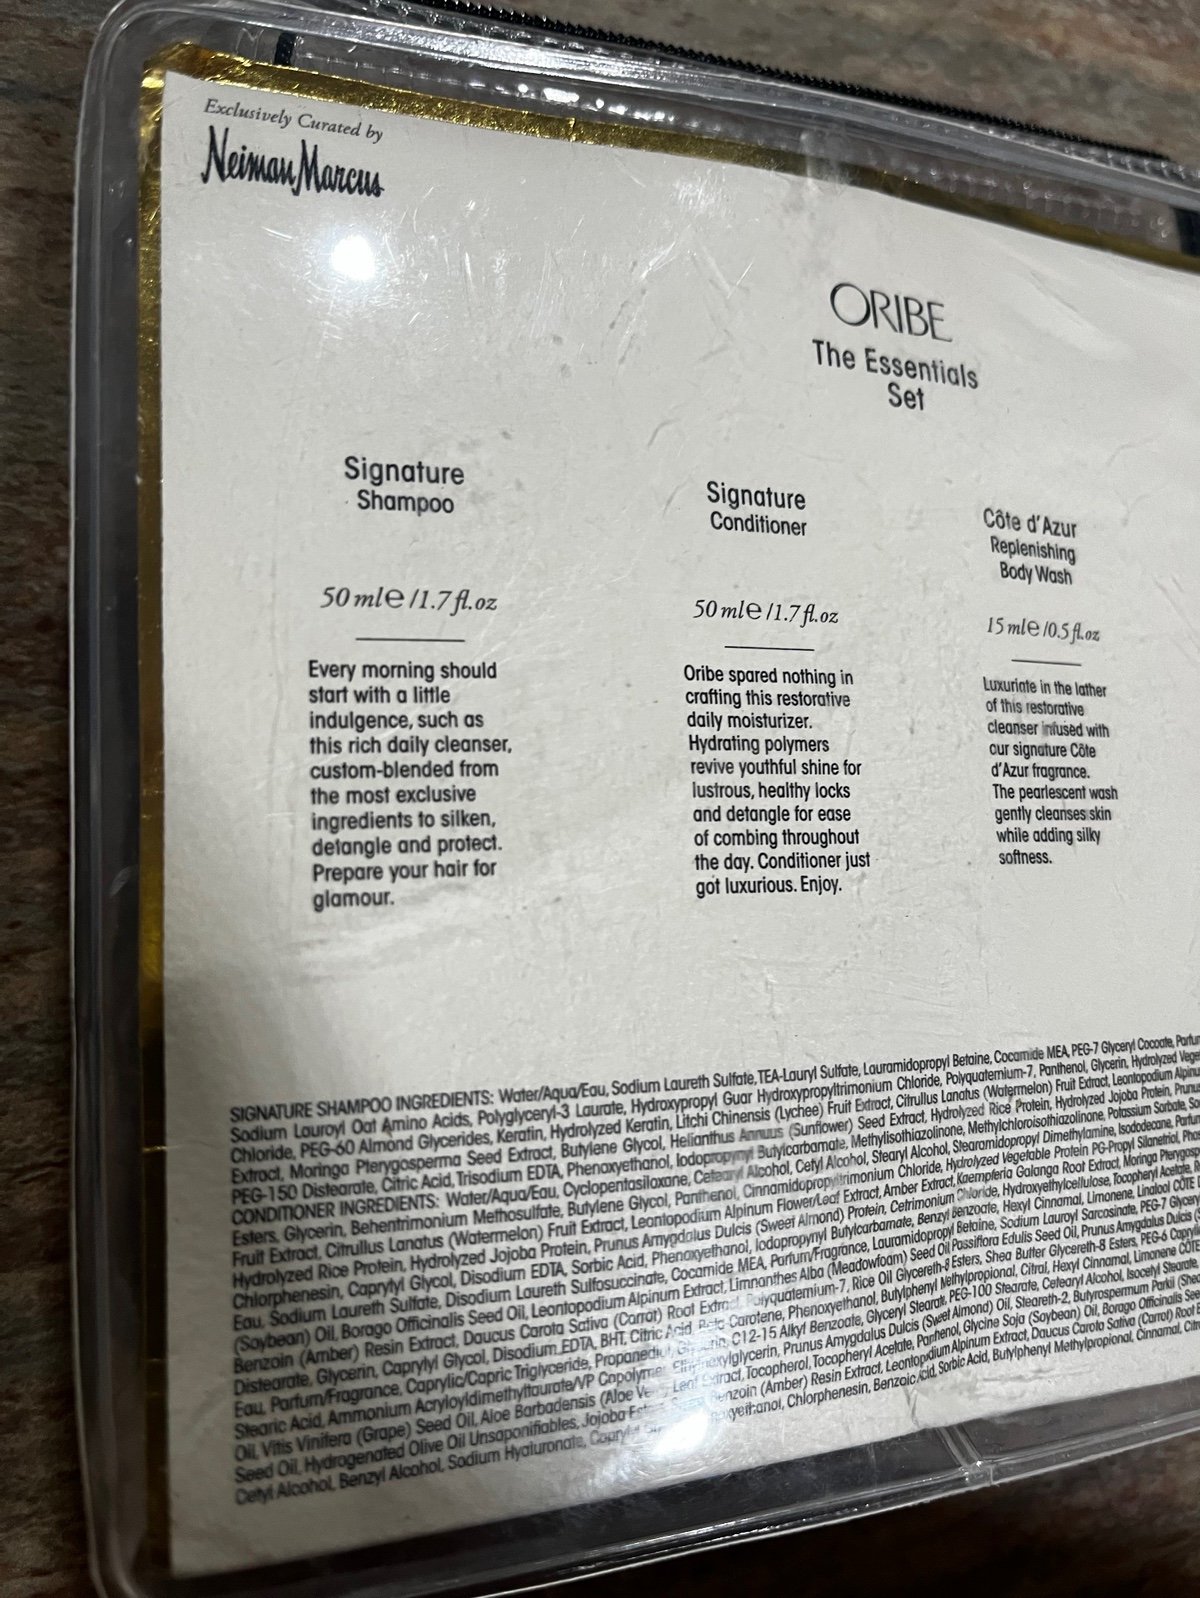 Exclusively Curated by
Neiman Marcus
ORIBE
The Essentials
Set
Signature
Shampoo
50 ml e /1.7 fl.oz
Every morning should
start with a little
indulgence, such as
this rich daily cleanser,
custom-blended from
the most exclusive
ingredients to silken,
detangle and protect.
Prepare your hair for
glamour.
Signature
Conditioner
50 ml e /1.7 fl.oz
Oribe spared nothing in
crafting this restorative
daily moisturizer.
Hydrating polymers
revive youthful shine for
lustrous, healthy locks
and detangle for ease
of combing throughout
the day. Conditioner just
got luxurious. Enjoy.
Côte d'Azur
Replenishing
Body Wash
15 ml e /0.5 fl.oz
Luxuriate in the lather
of this restorative
cleanser infused with
our signature Côte
d'Azur fragrance.
The pearlescent wash
gently cleanses skin
while adding silky
softness.
SIGNATURE SHAMPOO INGREDIENTS: Water/Aqua/Eau, Sodium Laureth Sulfate, TEA-Lauryl Sulfate, Lauramidopropyl Betaine, Cocamide MEA, PEG-7 Glyceryl Cocoate,
Sodium Lauroyl Oat Amino Acids, Polyglyceryl-3 Laurate, Hydroxypropyl Guar Hydroxypropyltrimonium Chloride, Polyquaternium-7, Panthenol, Glycerin, Hydrolyzed
Chloride, PEG-60 Almond Glycerides, Keratin, Hydrolyzed Keratin, Litchi Chinensis (Lychee) Fruit Extract, Citrullus Lanatus (Watermelon) Fruit Extract, Leontopodium
Extract, Moringa Pterygosperma Seed Extract, Butylene Glycol, Helianthus Annuus (Sunflower) Seed Extract, Hydrolyzed Rice Protein, Hydrolyzed Jojoba Protein,
PEG-150 Distearate, Citric Acid, Trisodium EDTA, Phenoxyethanol, Iodopropynyl Butylcarbamate, Methylisothiazolinone, Methylchloroisothiazolinone, Potassium Sorbate,
CONDITIONER INGREDIENTS: Water/Aqua/Eau, Cyclopentasiloxane, Cetearyl Alcohol, Cetyl Alcohol, Stearyl Alcohol, Stearamidopropyl Dimethylamine, Isododecane,
Esters, Glycerin, Behentrimonium Methosulfate, Butylene Glycol, Panthenol, Cinnamidopropyltrimonium Chloride, Hydrolyzed Vegetable Protein PG-Propyl Silanetriol,
Fruit Extract, Citrullus Lanatus (Watermelon) Fruit Extract, Leontopodium Alpinum Flower/Leaf Extract, Amber Extract, Kaempferia Galanga Root Extract, Moringa
Hydrolyzed Rice Protein, Hydrolyzed Jojoba Protein, Prunus Amygdalus Dulcis (Sweet Almond) Protein, Cetrimonium Chloride, Hydroxyethylcellulose, Tocopheryl Acetate,
Chlorphenesin, Caprylyl Glycol, Disodium EDTA, Sorbic Acid, Phenoxyethanol, Iodopropynyl Butylcarbamate, Benzyl Benzoate, Hexyl Cinnamal, Limonene, Linalool CÔTE
Eau, Sodium Laureth Sulfate, Disodium Laureth Sulfosuccinate, Cocamide MEA, Parfum/Fragrance, Lauramidopropyl Betaine, Sodium Lauroyl Sarcosinate, PEG-7
(Soybean) Oil, Borago Officinalis Seed Oil, Leontopodium Alpinum Extract, Limnanthes Alba (Meadowfoam) Seed Oil Passiflora Edulis Seed Oil, Prunus Amygdalus Dulcis
Benzoin (Amber) Resin Extract, Daucus Carota Sativa (Carrot) Root Extract, Polyquaternium-7, Rice Oil Glycereth-8 Esters, Shea Butter Glycereth-8 Esters, PEG-6
Distearate, Glycerin, Caprylyl Glycol, Disodium EDTA, BHT, Citric Acid, Carotene, Phenoxyethanol, Butylphenyl Methylpropional, Citral, Hexyl Cinnamal, Limonene CÔTE
Eau, Parfum/Fragrance, Caprylic/Capric Triglyceride, Propanediol, C12-15 Alkyl Benzoate, Glyceryl Stearate, PEG-100 Stearate, Cetearyl Alcohol, Isocetyl Stearate,
Stearic Acid, Ammonium Acryloyldimethyltaurate/VP Copolymer, Ethylhexylglycerin, Prunus Amygdalus Dulcis (Sweet Almond) Oil, Steareth-2, Butyrospermum Parkii
Oil, Vitis Vinifera (Grape) Seed Oil, Aloe Barbadensis (Aloe Leaf Extract, Tocopherol, Tocopheryl Acetate, Panthenol, Glycine Soja (Soybean) Oil, Borago Officinalis
Seed Oil, Hydrogenated Olive Oil Unsaponifiables, Jojoba Benzoin (Amber) Resin Extract, Leontopodium Alpinum Extract, Daucus Carota Sativa (Carrot) Root
Cetyl Alcohol, Benzyl Alcohol, Sodium Hyaluronate, Chlorphenesin, Benzoic Acid, Sorbic Acid, Butylphenyl Methylpropional, Cinnamal,